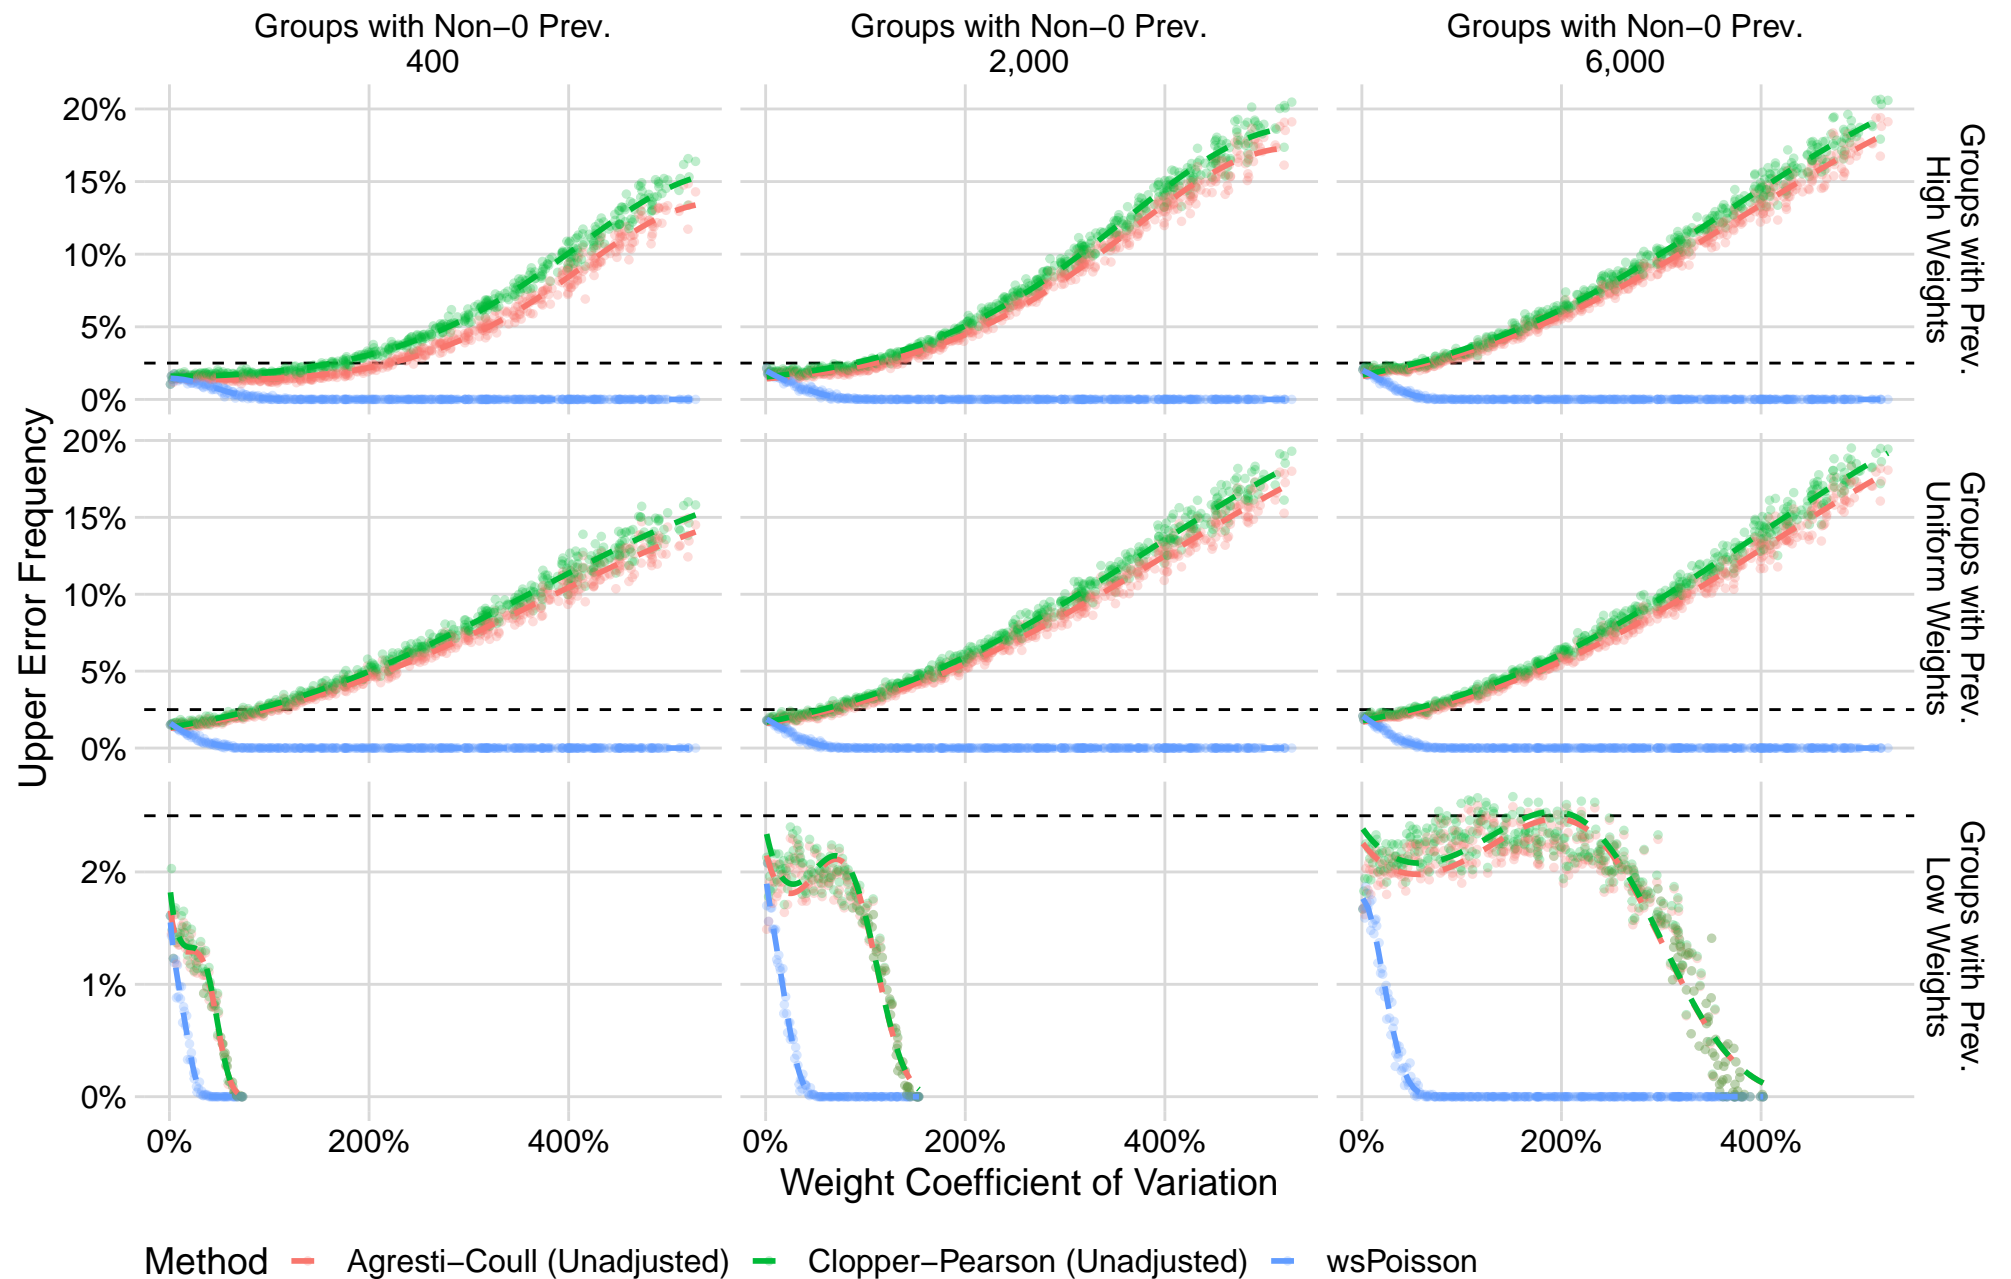 Groups with Non−0 Prev.
400
Groups with Non−0 Prev.
2,000
Groups with Non−0 Prev.
6,000
20%
15%
10%
5%
0%
Groups with Prev.
High Weights
20%
15%
10%
5%
0%
Groups with Prev.
Uniform Weights
2%
1%
0%
Groups with Prev.
Low Weights
Upper Error Frequency
0%
200%
400%
0%
200%
400%
0%
200%
400%
Weight Coefficient of Variation
Method
Agresti−Coull (Unadjusted)
Clopper−Pearson (Unadjusted)
wsPoisson